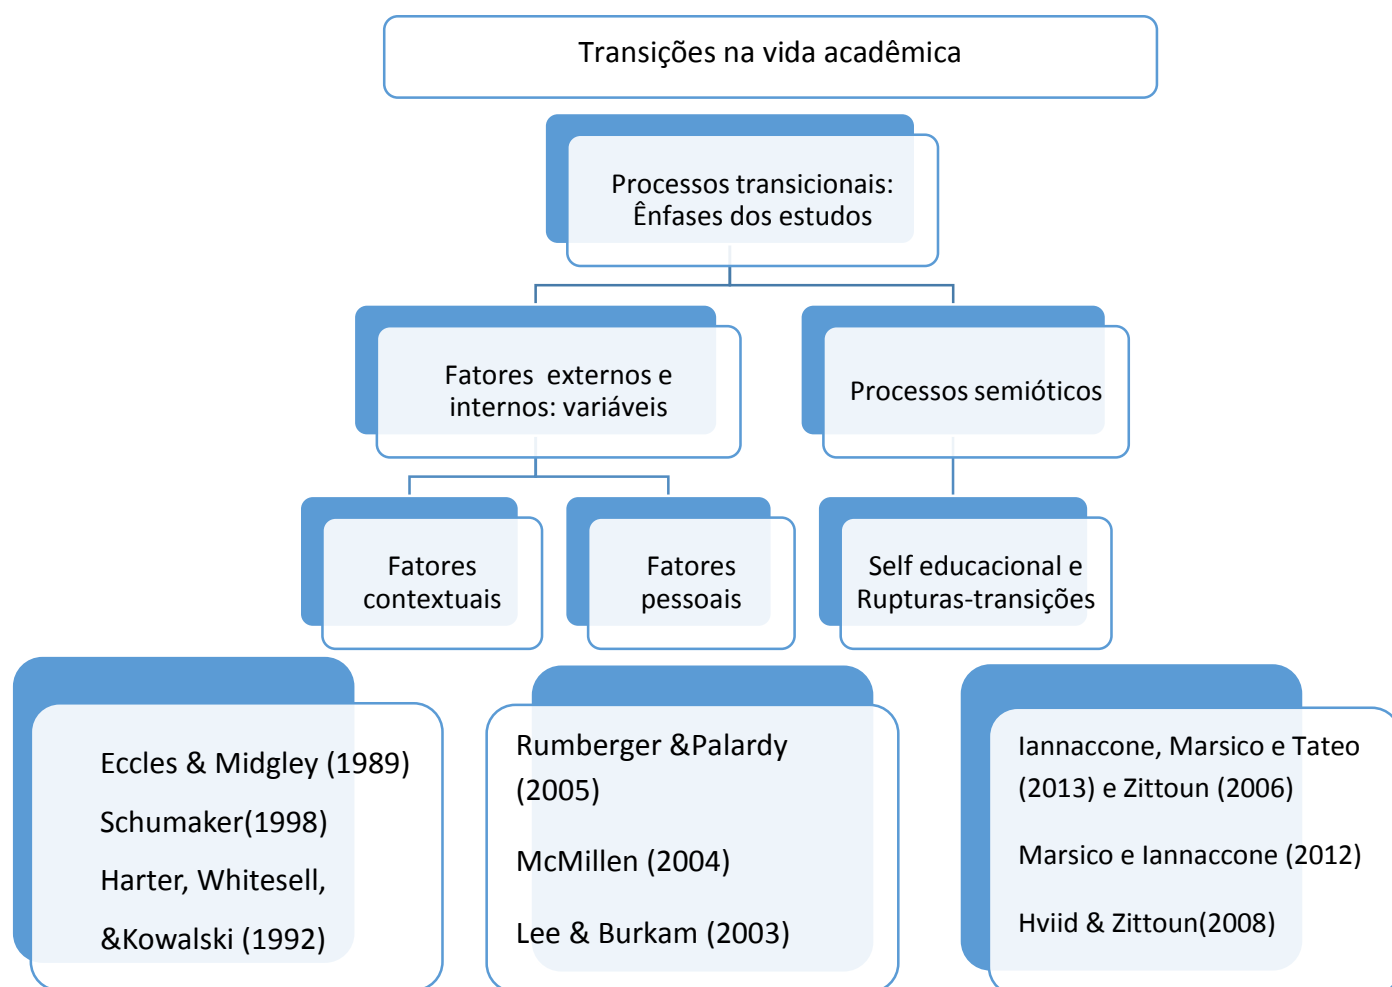 Transições na vida acadêmica
Processos transicionais:
Ênfases dos estudos
Fatores externos e
internos: variáveis
Processos semióticos
Fatores
contextuais
Fatores
pessoais
Self educacional e
Rupturas-transições
Eccles & Midgley (1989)
Schumaker(1998)
Harter, Whitesell,
&Kowalski (1992)
Rumberger &Palardy
(2005)
McMillen (2004)
Lee & Burkam (2003)
Iannaccone, Marsico e Tateo
(2013) e Zittoun (2006)
Marsico e Iannaccone (2012)
Hviid & Zittoun(2008)